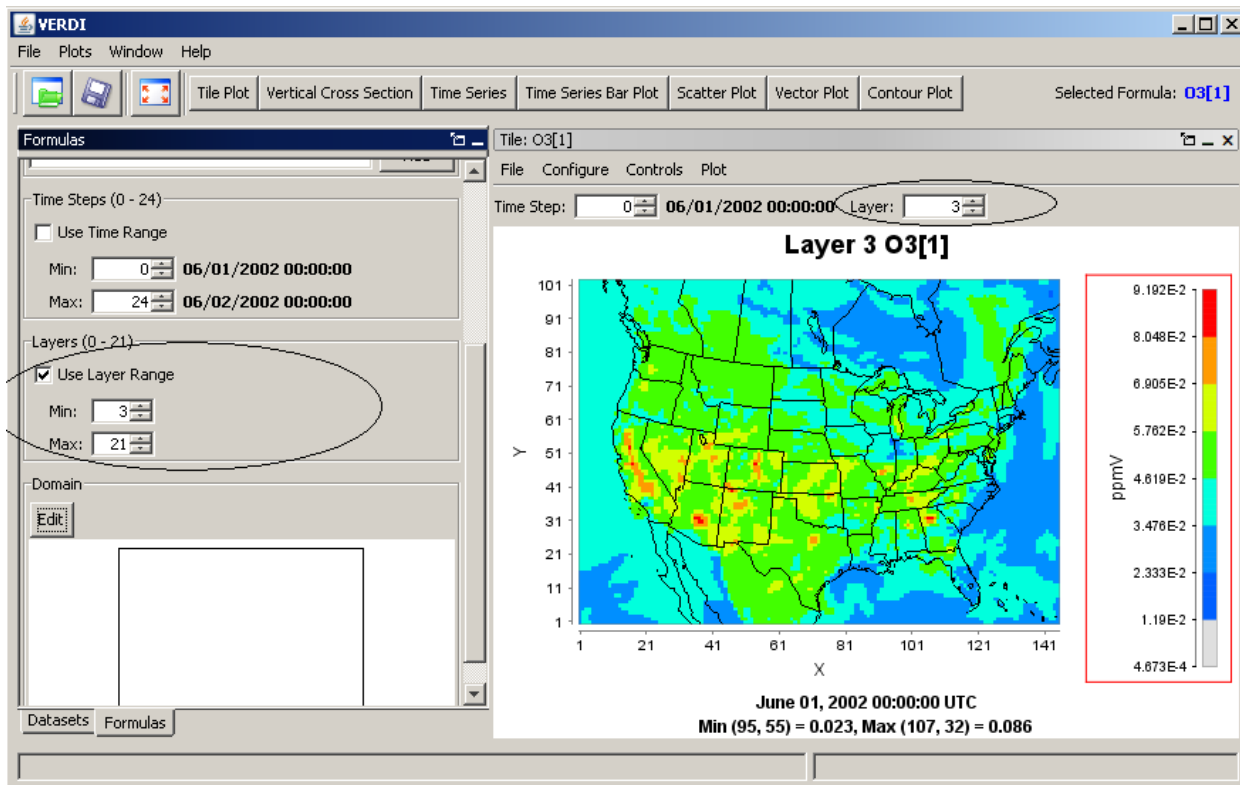 VERDI
File Plots Window Help
Tile Plot Vertical Cross Section Time Series Time Series Bar Plot Scatter Plot Vector Plot Contour Plot Selected Formula: O3[1]
Formulas
Time Steps (0 - 24)
Use Time Range
Min: 0 06/01/2002 00:00:00
Max: 24 06/02/2002 00:00:00
Layers (0 - 21)
Use Layer Range
Min: 3
Max: 21
Domain
Edit
Datasets Formulas
Tile: O3[1]
File Configure Controls Plot
Time Step: 0 06/01/2002 00:00:00 Layer: 3
Layer 3 O3[1]
101
91
81
71
61
51
41
31
21
11
1
Y
1 21 41 61 81 101 121 141
X
9.192E-2
8.048E-2
6.905E-2
5.762E-2
4.619E-2
3.476E-2
2.333E-2
1.19E-2
4.673E-4
ppmV
June 01, 2002 00:00:00 UTC
Min (95, 55) = 0.023, Max (107, 32) = 0.086